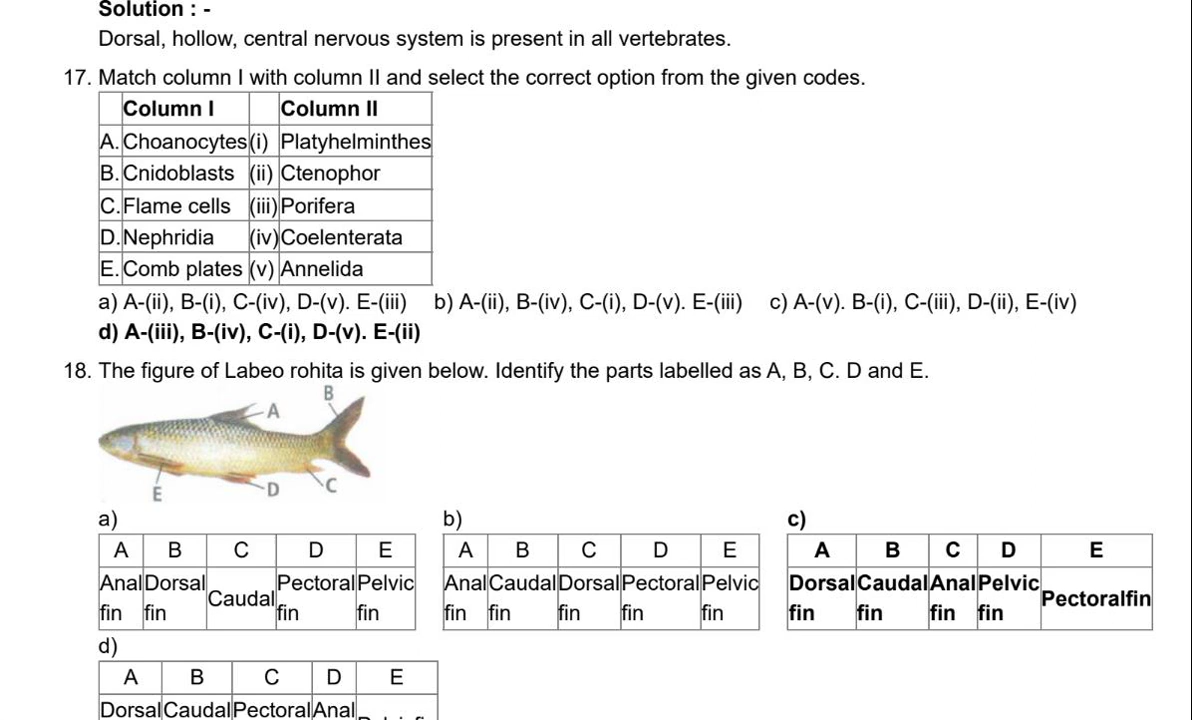 Solution : -
Dorsal, hollow, central nervous system is present in all vertebrates.
17. Match column I with column II and select the correct option from the given codes.
Column I Column II
A. Choanocytes (i) Platyhelminthes
B. Cnidoblasts (ii) Ctenophor
C. Flame cells (iii) Porifera
D. Nephridia (iv) Coelenterata
E. Comb plates (v) Annelida
a) A-(ii), B-(i), C-(iv), D-(v). E-(iii) b) A-(ii), B-(iv), C-(i), D-(v). E-(iii) c) A-(v). B-(i), C-(iii), D-(ii), E-(iv)
d) A-(iii), B-(iv), C-(i), D-(v). E-(ii)
18. The figure of Labeo rohita is given below. Identify the parts labelled as A, B, C. D and E.
B
A
C
D
E
a)
A B C D E
Anal fin Dorsal fin Caudal Pectoral fin Pelvic fin
b)
A B C D E
Anal fin Caudal fin Dorsal fin Pectoral fin Pelvic fin
c)
A B C D E
Dorsal fin Caudal fin Anal fin Pelvic fin Pectoralfin
d)
A B C D E
Dorsal Caudal Pectoral Anal